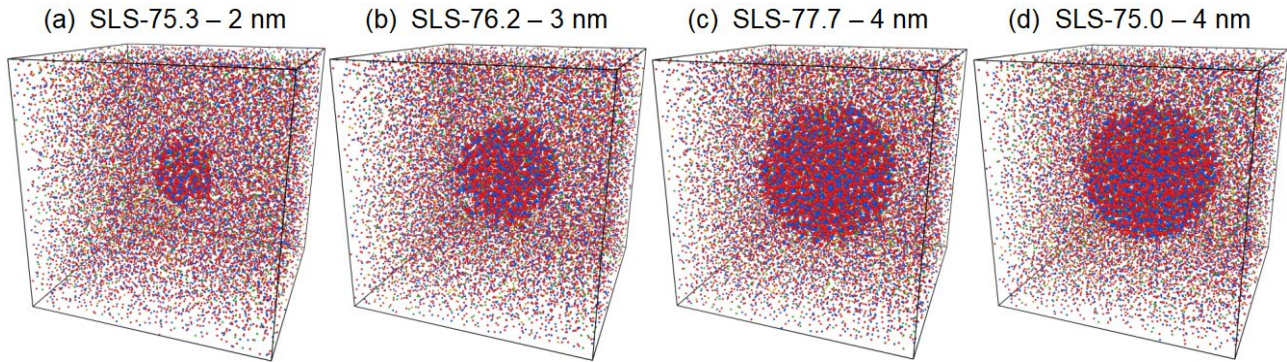 (a) SLS-75.3 – 2 nm
(b) SLS-76.2 – 3 nm
(c) SLS-77.7 – 4 nm
(d) SLS-75.0 – 4 nm